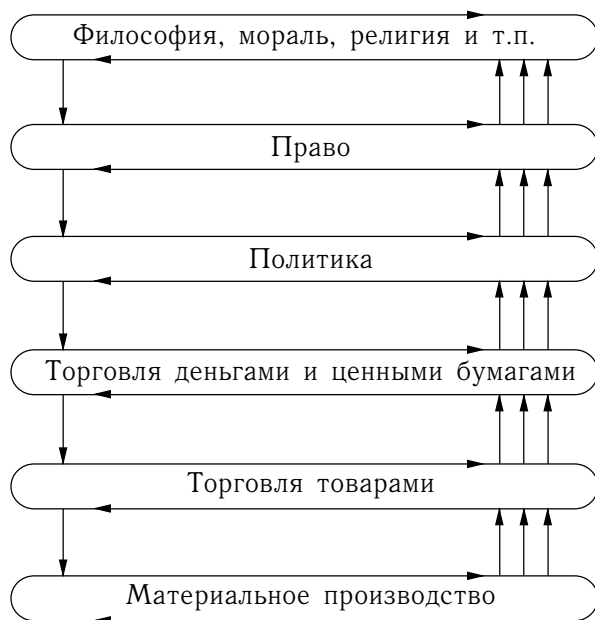 Философия, мораль, религия и т.п.
Право
Политика
Торговля деньгами и ценными бумагами
Торговля товарами
Материальное производство